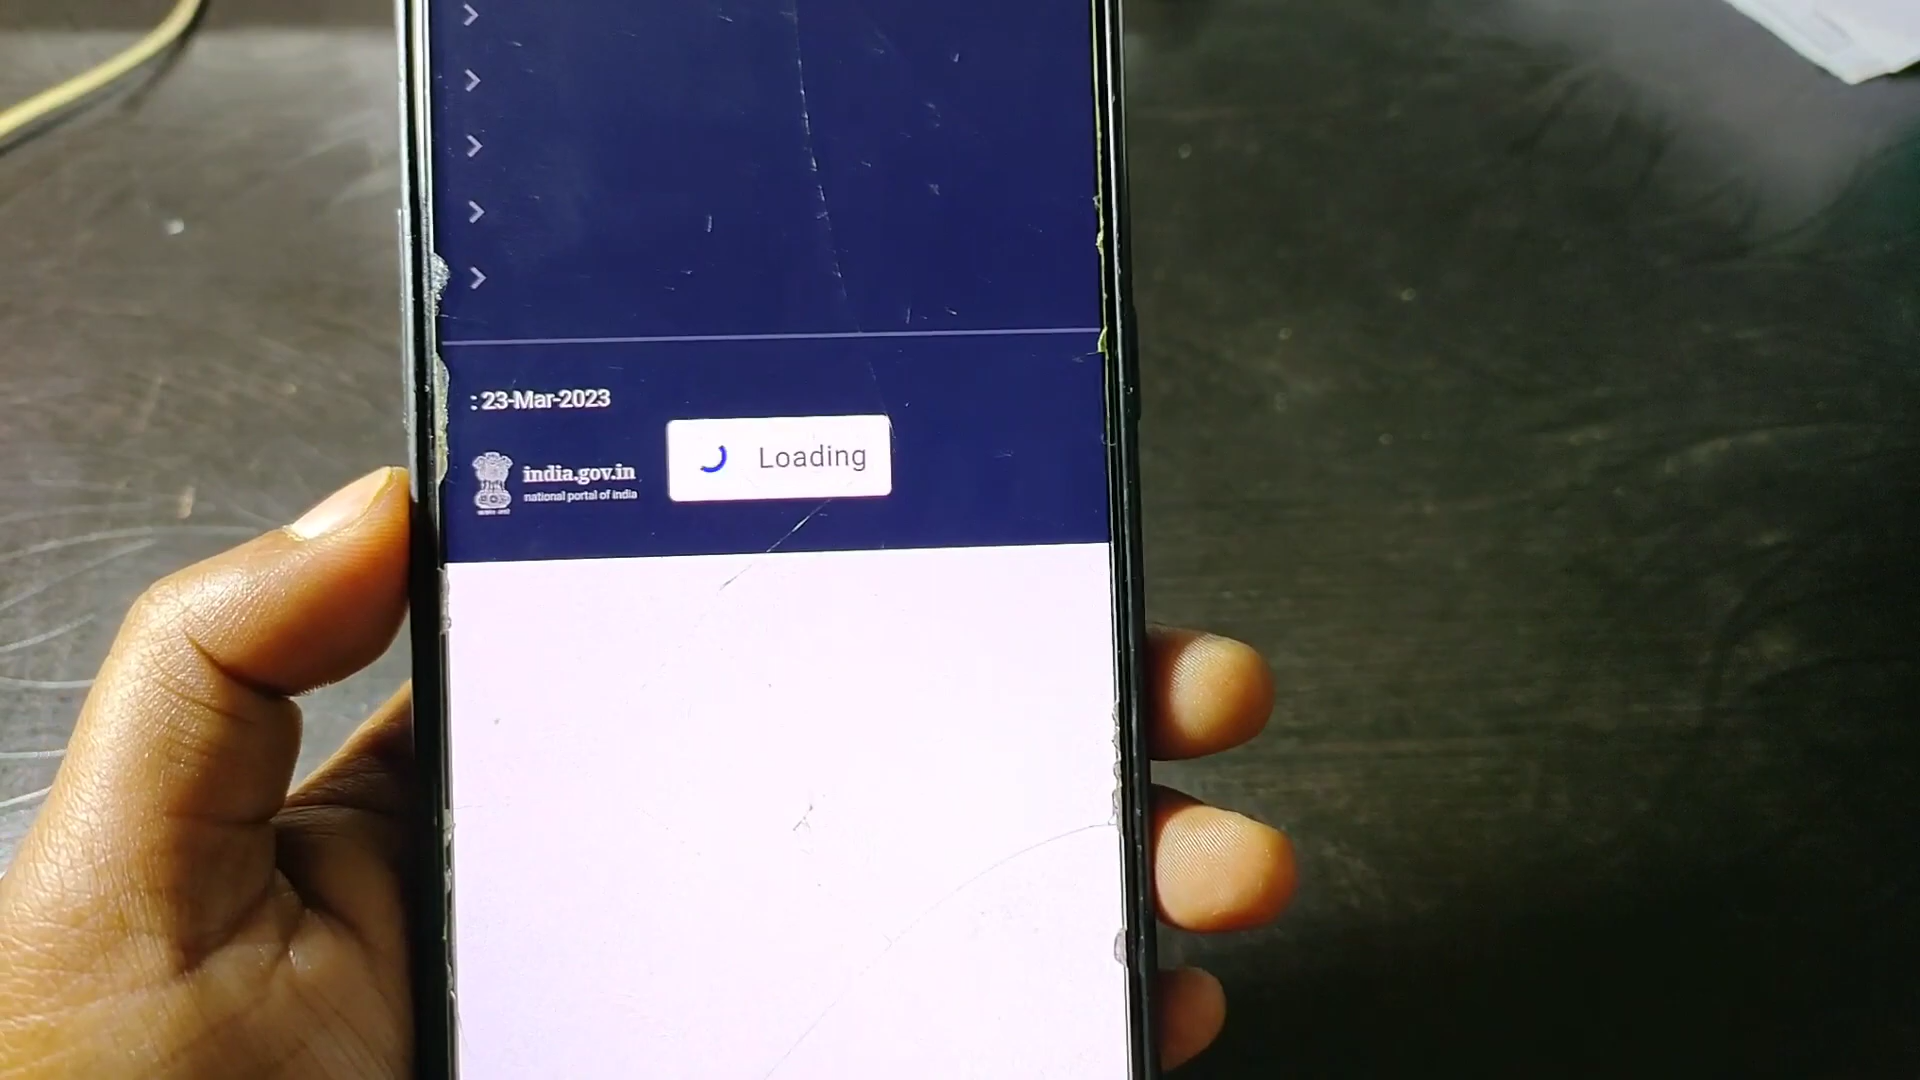 : 23-Mar-2023
Loading
india.gov.in
national portal of india